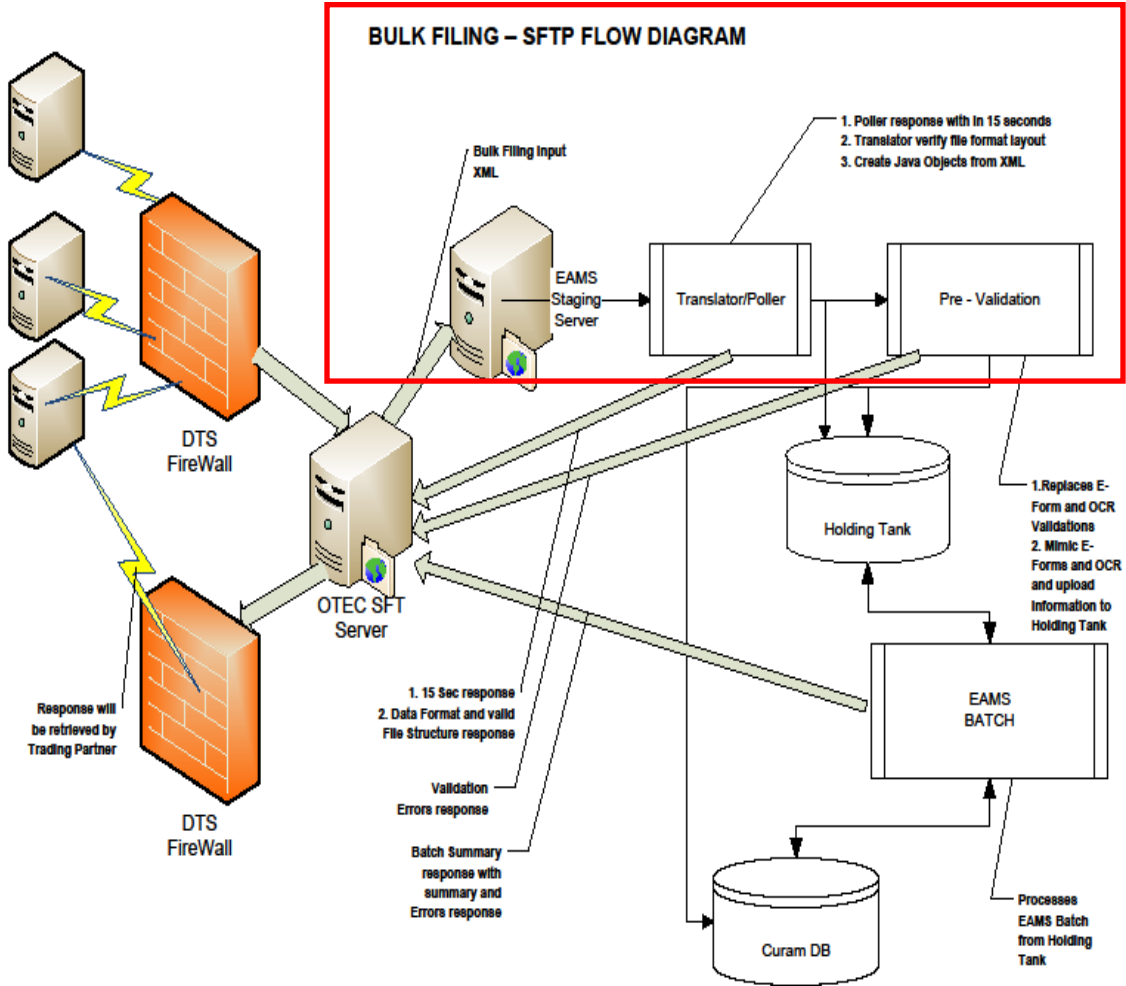 BULK FILING – SFTP FLOW DIAGRAM
1. Poller response with in 15 seconds
2. Translator verify file format layout
3. Create Java Objects from XML
Bulk Filing Input
XML
EAMS
Staging
Server
Translator/Poller
Pre - Validation
DTS
FireWall
OTEC SFT
Server
Holding Tank
1.Replaces E-
Form and OCR
Validations
2. Mimic E-
Forms and OCR
and upload
Information to
Holding Tank
Response will
be retrieved by
Trading Partner
1. 15 Sec response
2. Data Format and valid
File Structure response
EAMS
BATCH
Validation
Errors response
DTS
FireWall
Batch Summary
response with
summary and
Errors response
Curam DB
Processes
EAMS Batch
from Holding
Tank